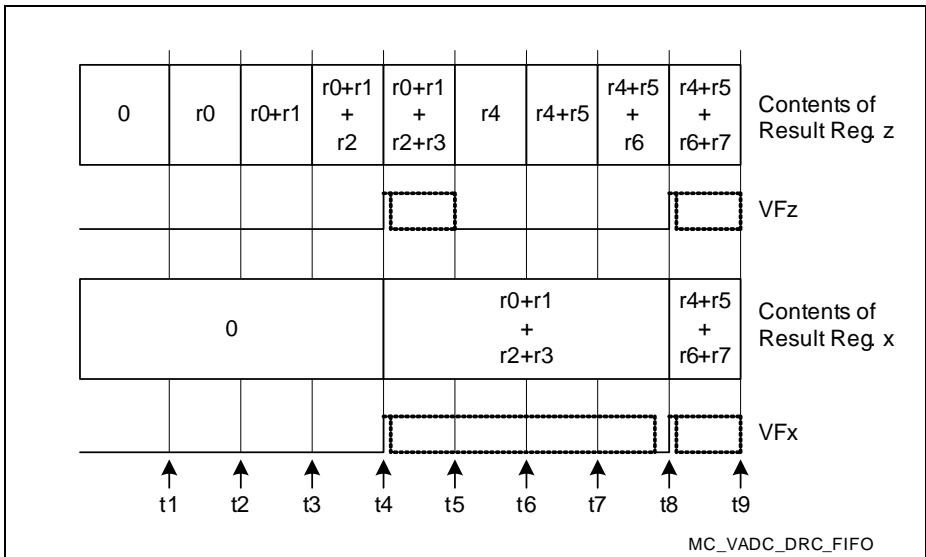 0
r0
r0+r1
r0+r1
+
r2
r0+r1
+
r2+r3
r4
r4+r5
r4+r5
+
r6
r4+r5
+
r6+r7
Contents of
Result Reg. z
VFz
0
r0+r1
+
r2+r3
r4+r5
+
r6+r7
Contents of
Result Reg. x
VFx
t1 t2 t3 t4 t5 t6 t7 t8 t9
MC_VADC_DRC_FIFO